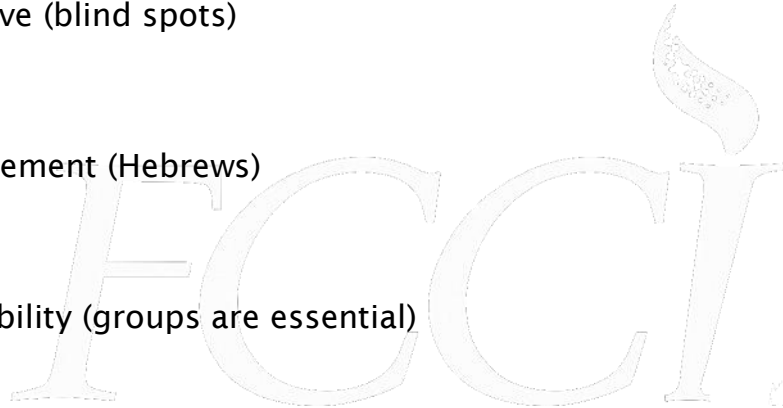 ve (blind spots)
ement (Hebrews)
bility (groups are essential)
FCCI